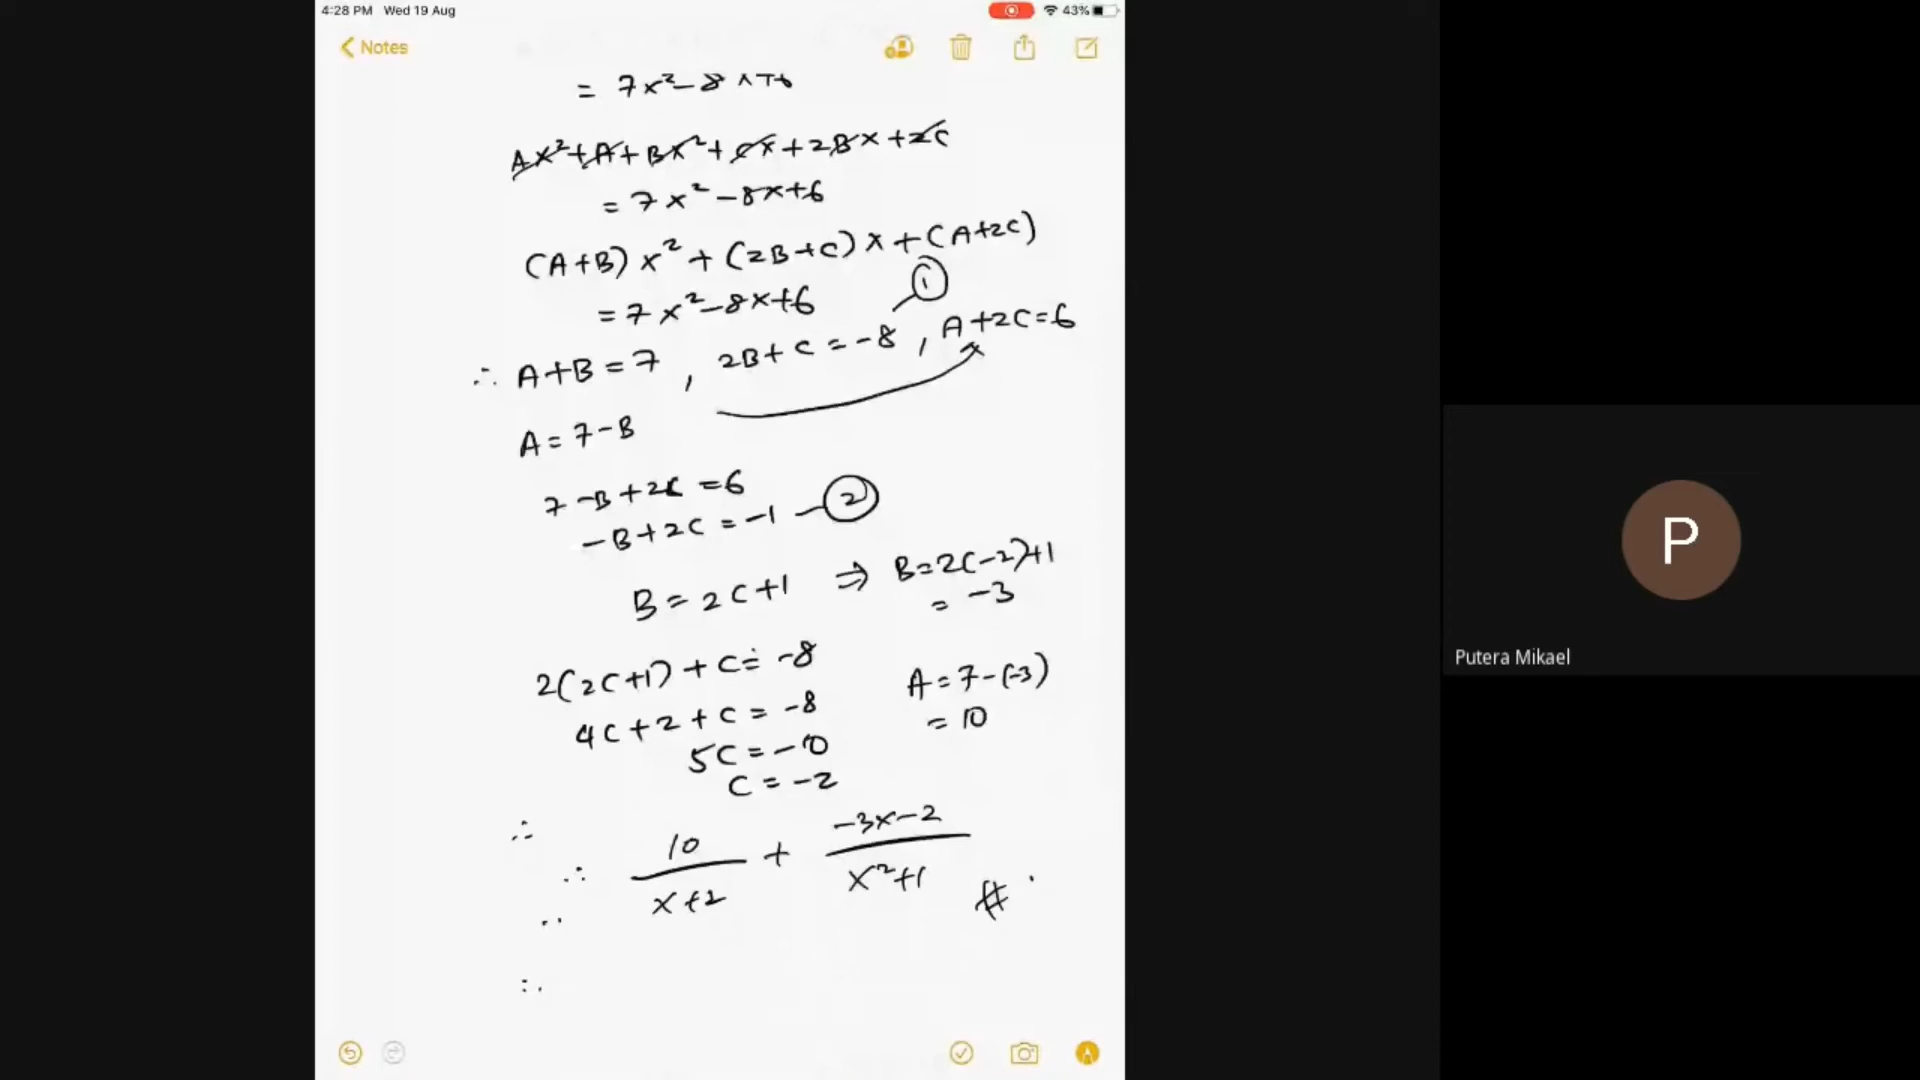 4:28 PM Wed 19 Aug
43%
Notes
= 7x² - 8
Ax² + A + Bx² + Cx + 2Bx + 2C
= 7x² - 8x + 6
(A+B)x² + (2B+C)x + (A+2C)
= 7x² - 8x + 6
①
∴ A+B = 7 , 2B+C = -8 , A+2C = 6
A = 7-B
7 - B + 2C = 6
-B + 2C = -1 — ②
B = 2C+1 ⇒ B = 2(-2)+1
= -3
2(2C+1) + C = -8
A = 7-(-3)
4C + 2 + C = -8
= 10
5C = -10
C = -2
∴
∴ 10/(x+2) + (-3x-2)/(x²+1) #
P
Putera Mikael